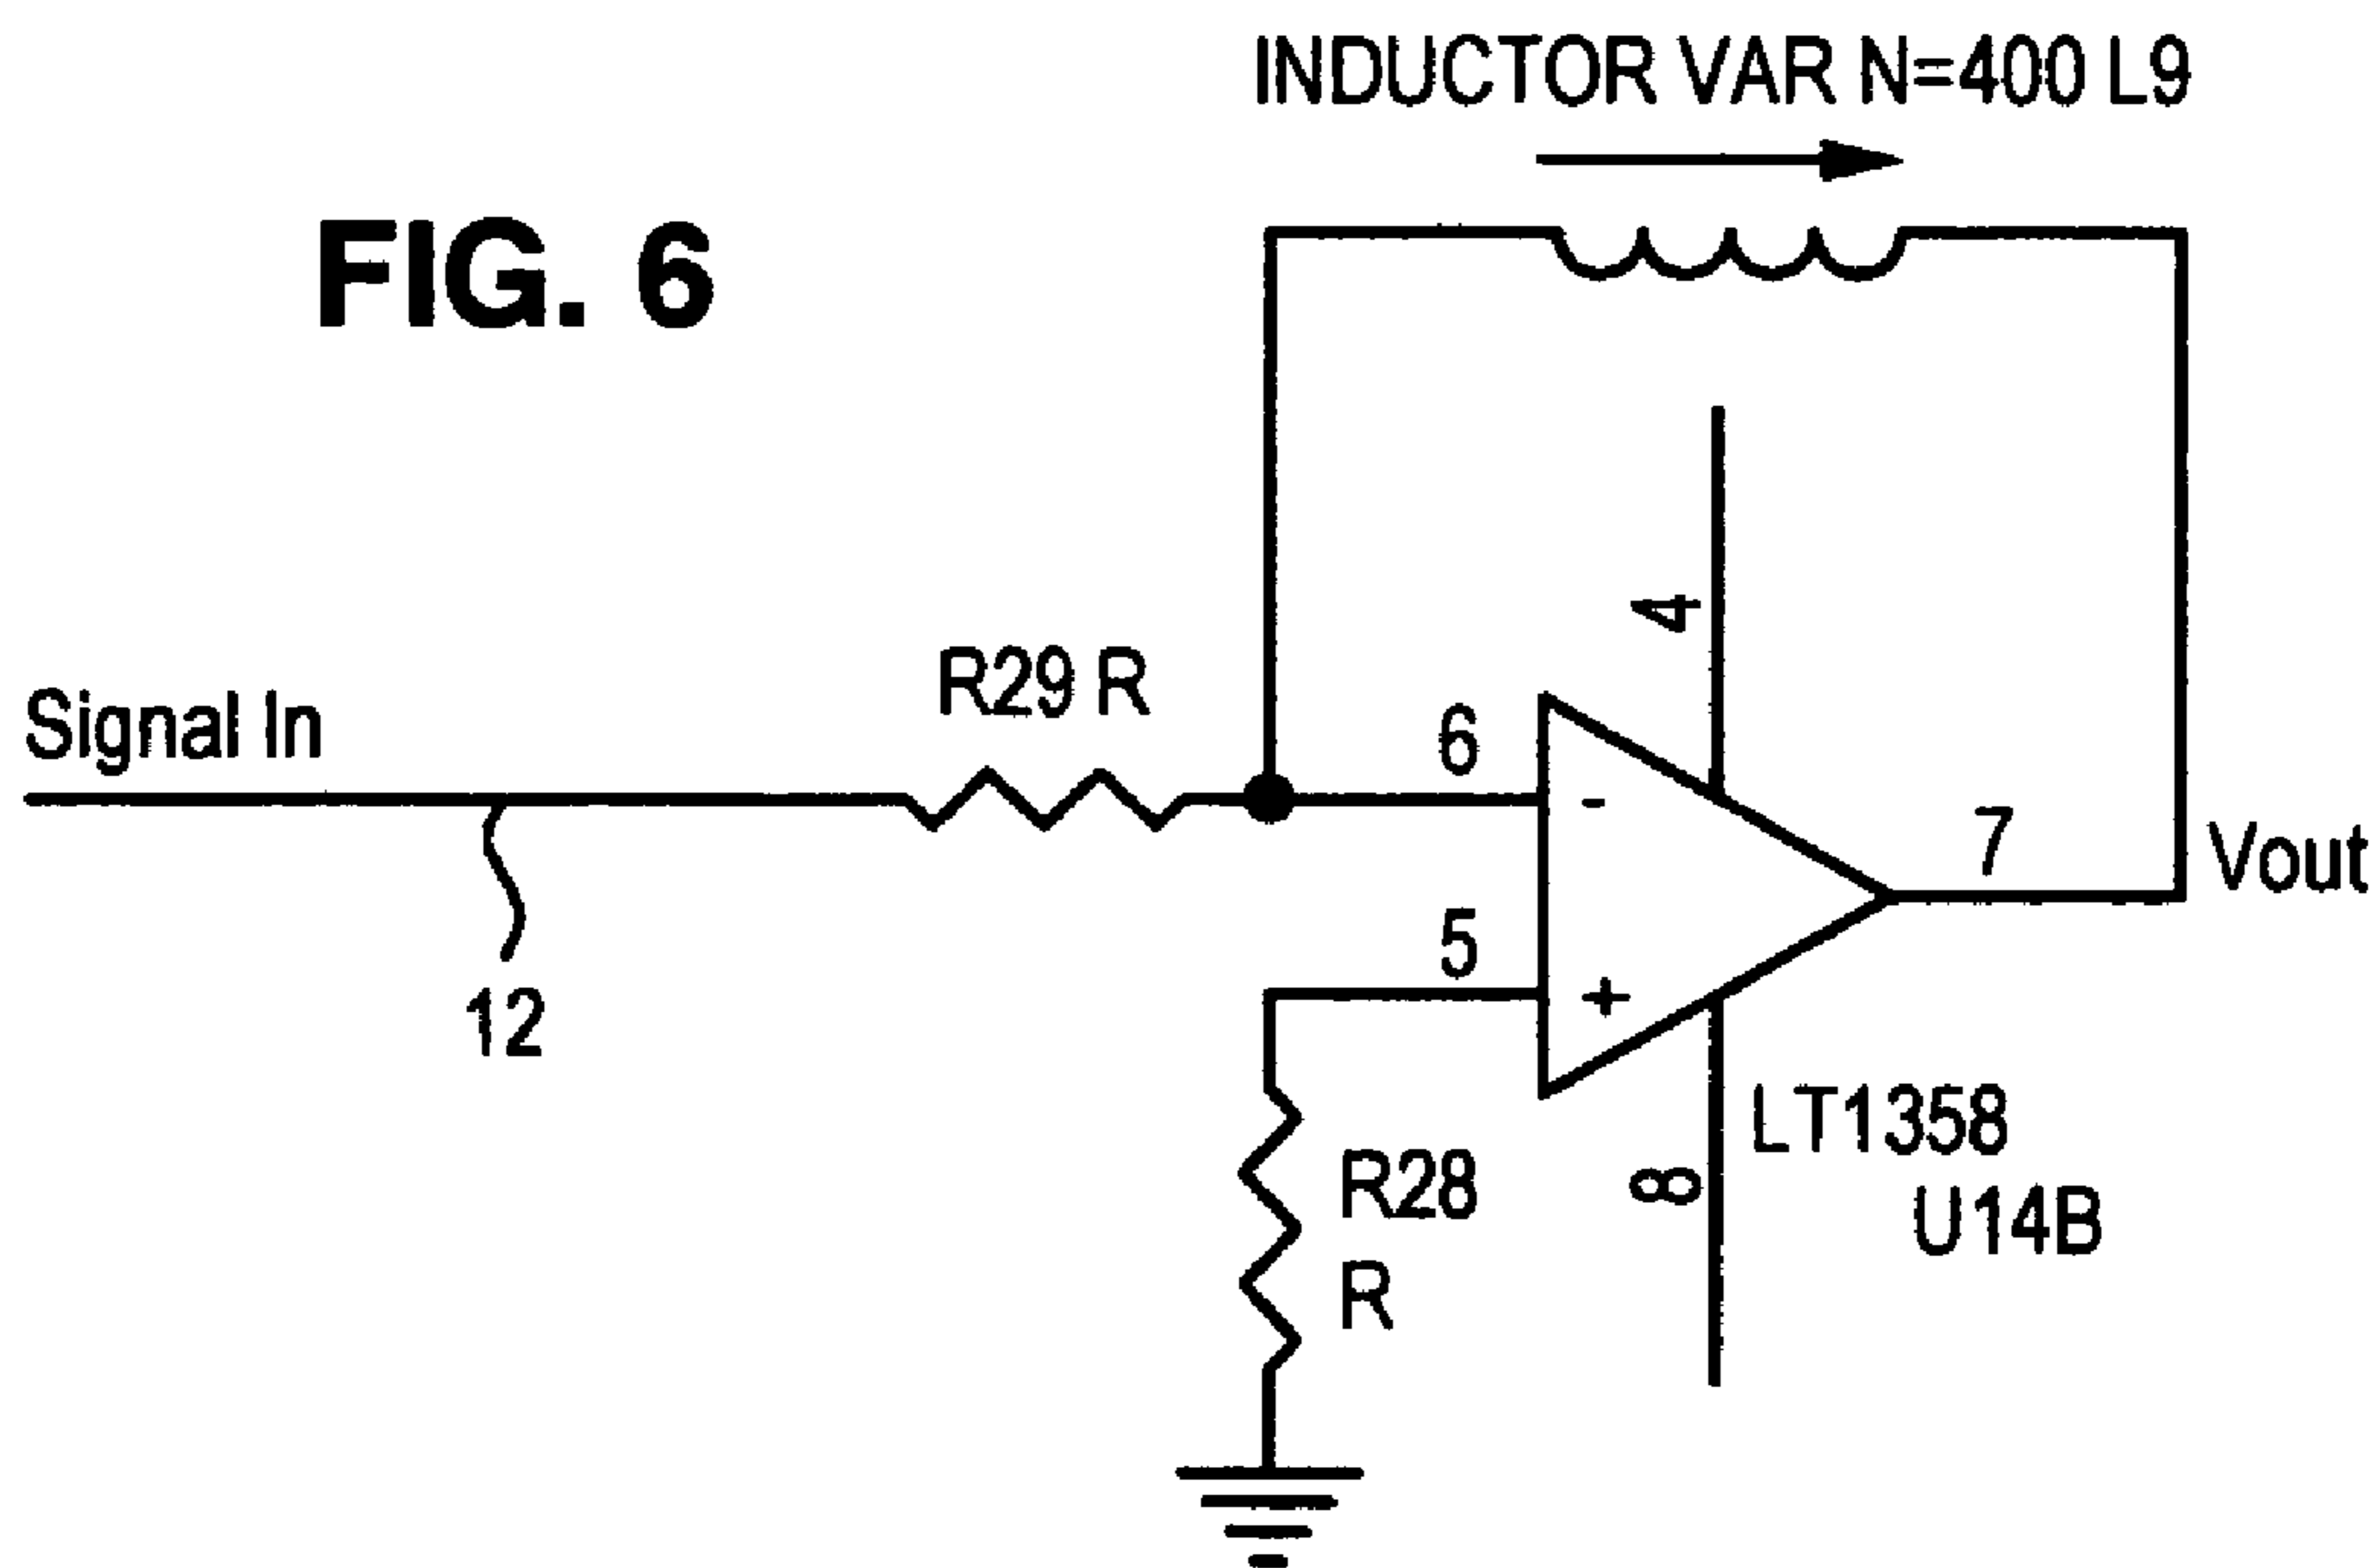 INDUCTOR VAR N=400 L9
FIG. 6
4
R29 R
Signal In
6
-
7
Vout
5
+
12
LT1358
R28
8
U14B
R